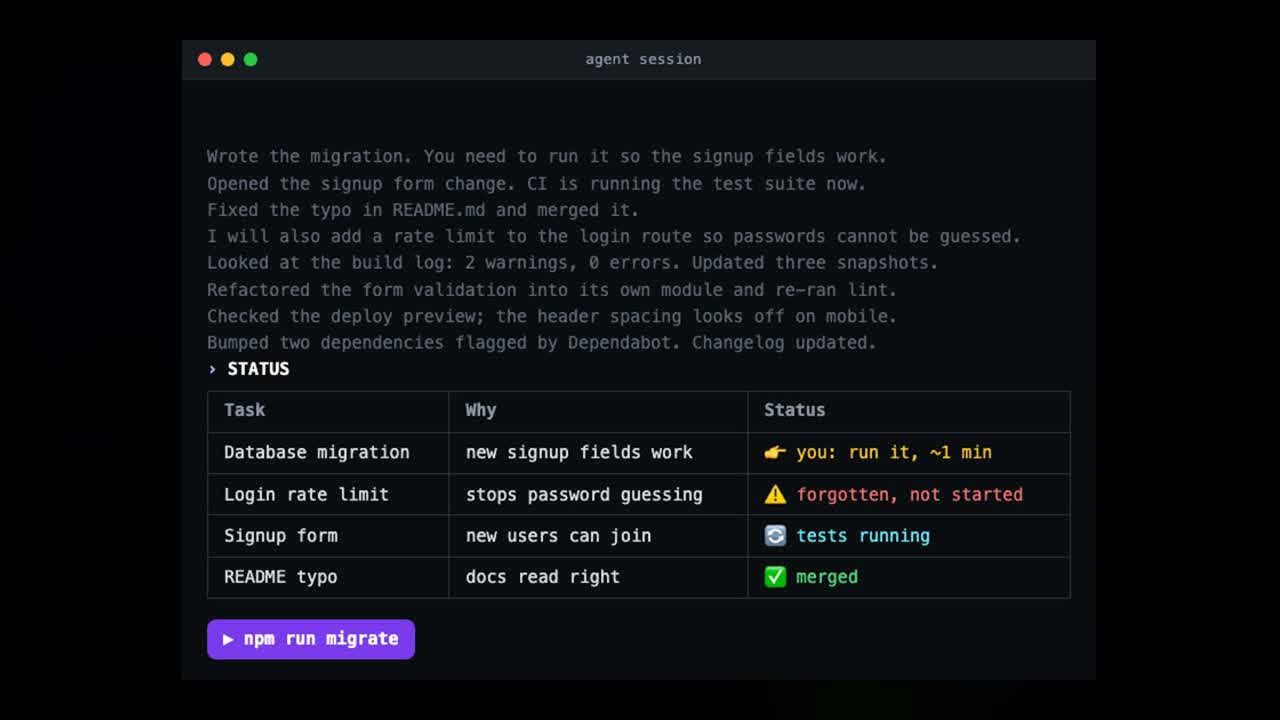 agent session
Wrote the migration. You need to run it so the signup fields work.
Opened the signup form change. CI is running the test suite now.
Fixed the typo in README.md and merged it.
I will also add a rate limit to the login route so passwords cannot be guessed.
Looked at the build log: 2 warnings, 0 errors. Updated three snapshots.
Refactored the form validation into its own module and re-ran lint.
Checked the deploy preview; the header spacing looks off on mobile.
Bumped two dependencies flagged by Dependabot. Changelog updated.
› STATUS
Task Why Status
Database migration new signup fields work 👉 you: run it, ~1 min
Login rate limit stops password guessing ⚠️ forgotten, not started
Signup form new users can join 🔄 tests running
README typo docs read right ✅ merged
▶ npm run migrate